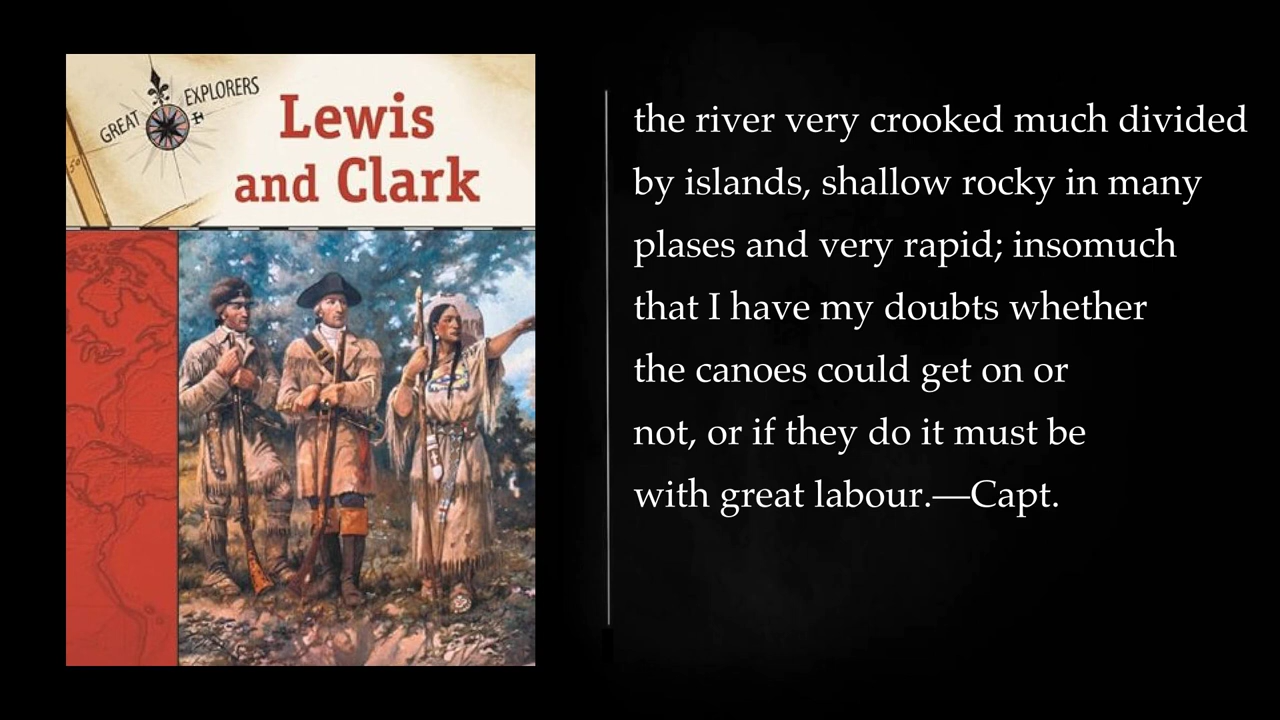 GREAT EXPLORERS
Lewis
and Clark
50
the river very crooked much divided
by islands, shallow rocky in many
plases and very rapid; insomuch
that I have my doubts whether
the canoes could get on or
not, or if they do it must be
with great labour.—Capt.